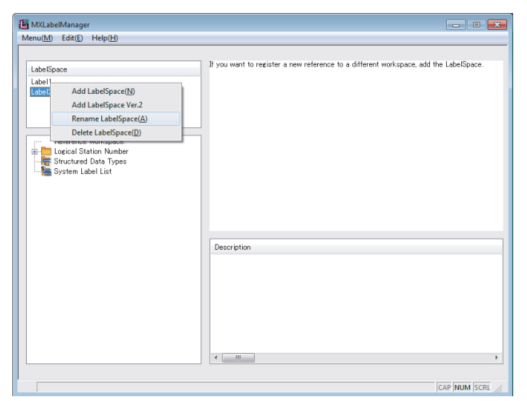 MXLabelManager
Menu(M) Edit(E) Help(H)
LabelSpace
Label1
Label2
Add LabelSpace(N)
Add LabelSpace Ver.2
Rename LabelSpace(A)
Delete LabelSpace(D)
Reference Workspace
Logical Station Number
Structured Data Types
System Label List
If you want to register a new reference to a different workspace, add the LabelSpace.
Description
CAP NUM SCRL